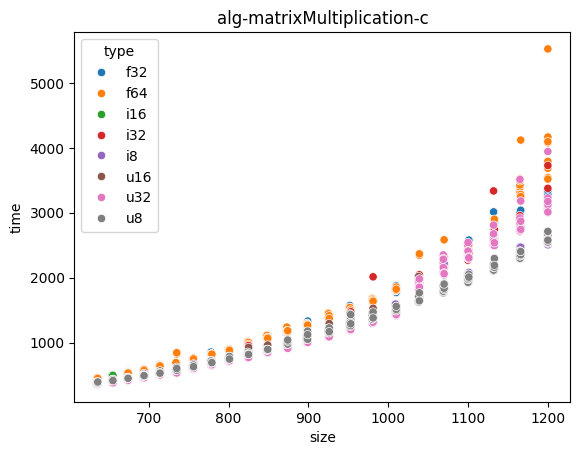 alg-matrixMultiplication-c
type
f32
f64
i16
i32
i8
u16
u32
u8
time
5000
4000
3000
2000
1000
700 800 900 1000 1100 1200
size